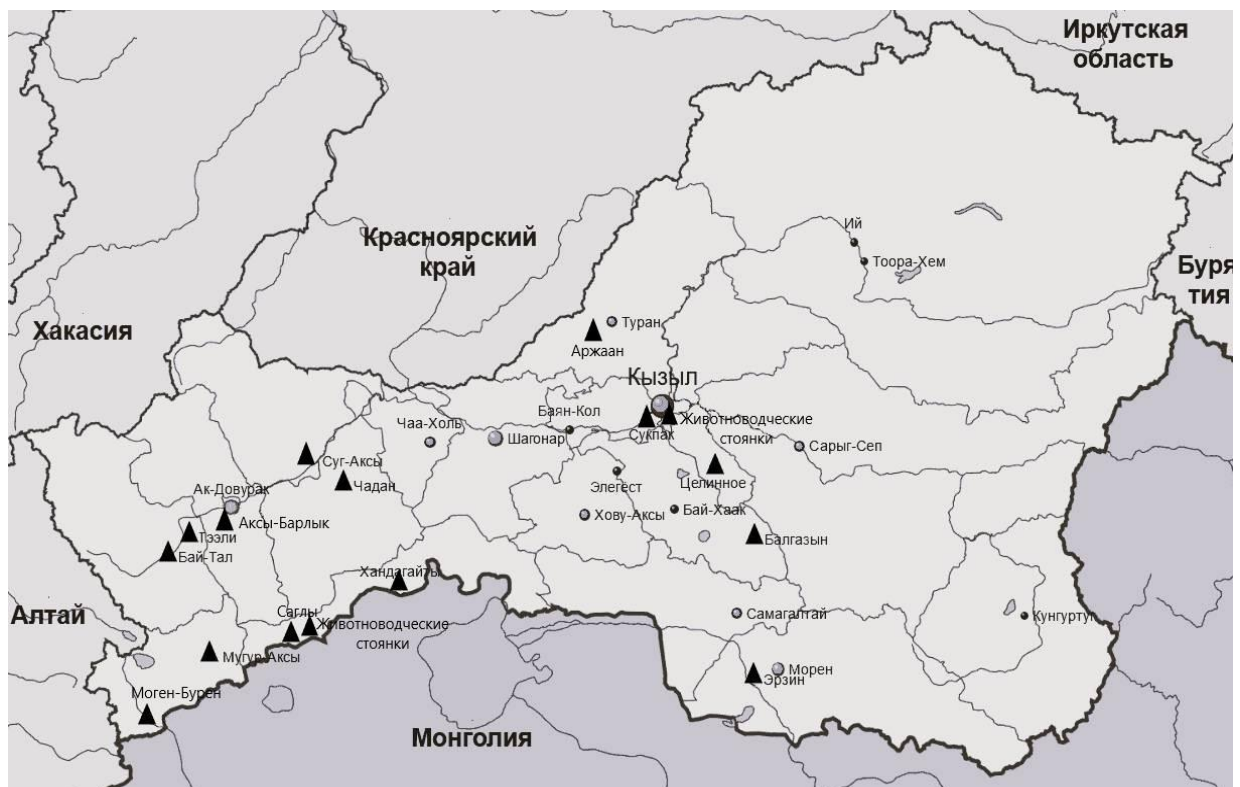 Иркутская
область
Красноярский
край
Хакасия
Буря
тия
Ий
Тоора-Хем
Туран
Аржаан
Кызыл
Баян-Кол
Чаа-Холь
Шагонар
Сукпак
Животноводческие
стоянки
Сарыг-Сеп
Суг-Аксы
Чадан
Целинное
Элегест
Ак-Довурак
Аксы-Барлык
Хову-Аксы
Бай-Хаак
Тээли
Бай-Тал
Балгазын
Хандагайты
Алтай
Саглы
Животноводческие
стоянки
Самагалтай
Кунгуртуг
Мугур-Аксы
Морен
Эрзин
Моген-Бурен
Монголия